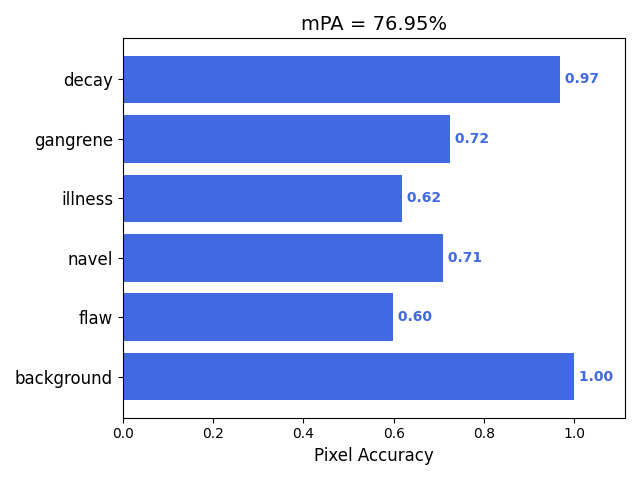 mPA = 76.95%
decay 0.97
gangrene 0.72
illness 0.62
navel 0.71
flaw 0.60
background 1.00
0.0 0.2 0.4 0.6 0.8 1.0
Pixel Accuracy